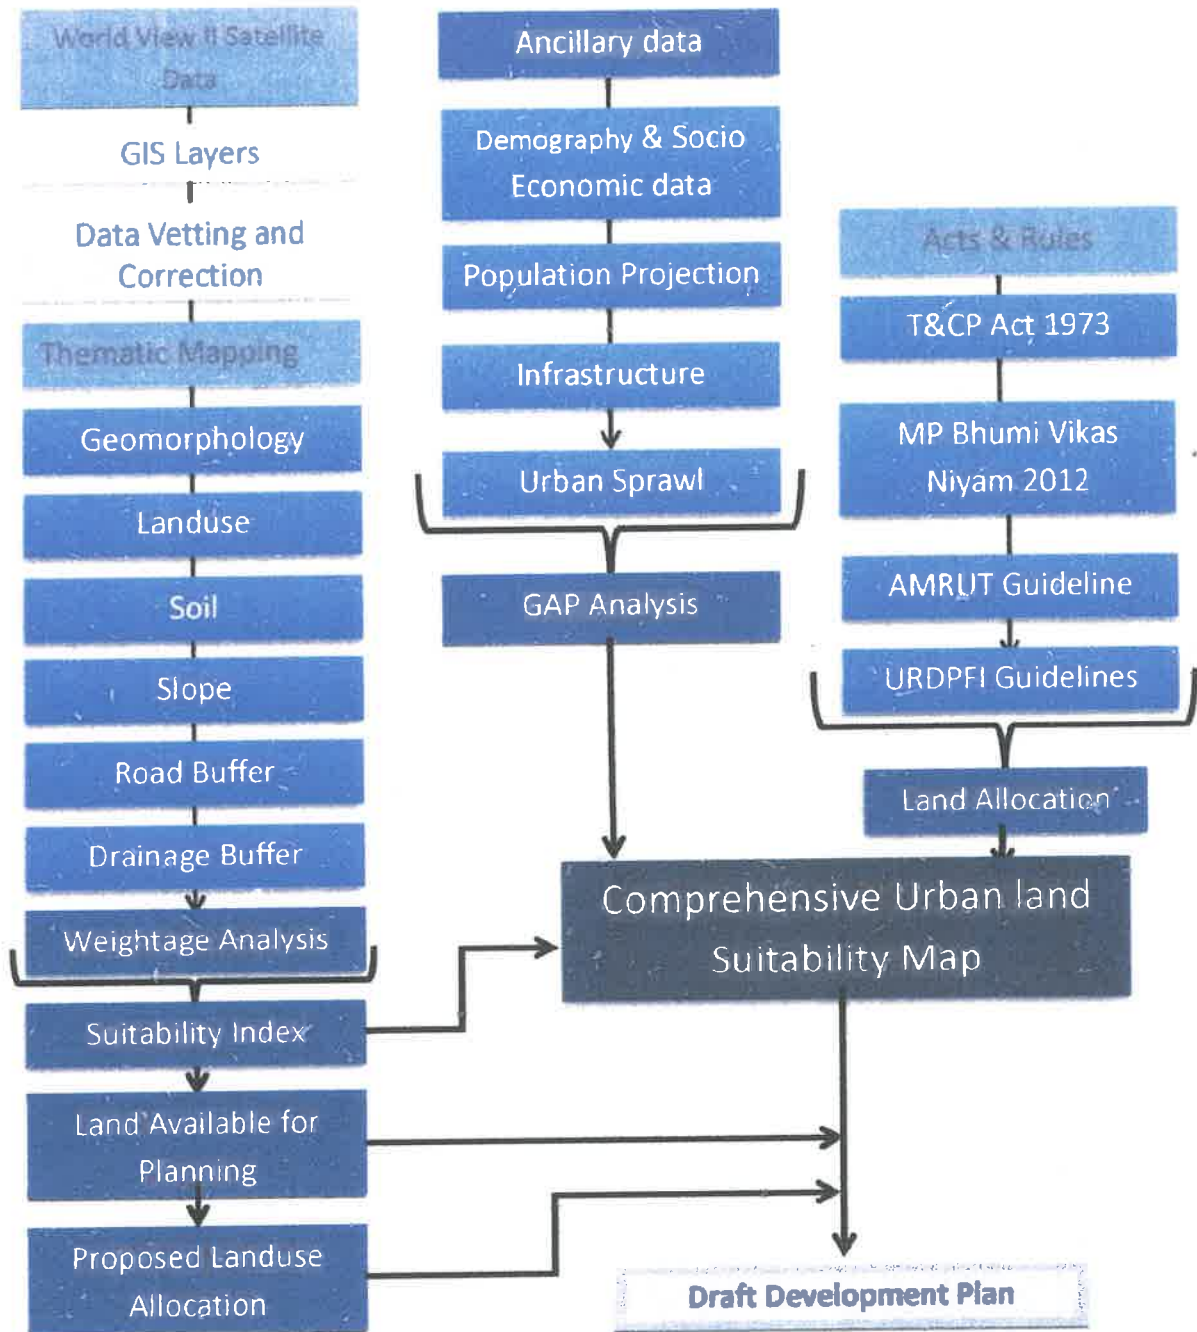 World View II Satellite
Data
GIS Layers
Data Vetting and
Correction
Thematic Mapping
Geomorphology
Landuse
Soil
Slope
Road Buffer
Drainage Buffer
Weightage Analysis
Suitability Index
Land Available for
Planning
Proposed Landuse
Allocation
Ancillary data
Demography & Socio
Economic data
Population Projection
Infrastructure
Urban Sprawl
GAP Analysis
Acts & Rules
T&CP Act 1973
MP Bhumi Vikas
Niyam 2012
AMRUT Guideline
URDPFI Guidelines
Land Allocation
Comprehensive Urban land
Suitability Map
Draft Development Plan